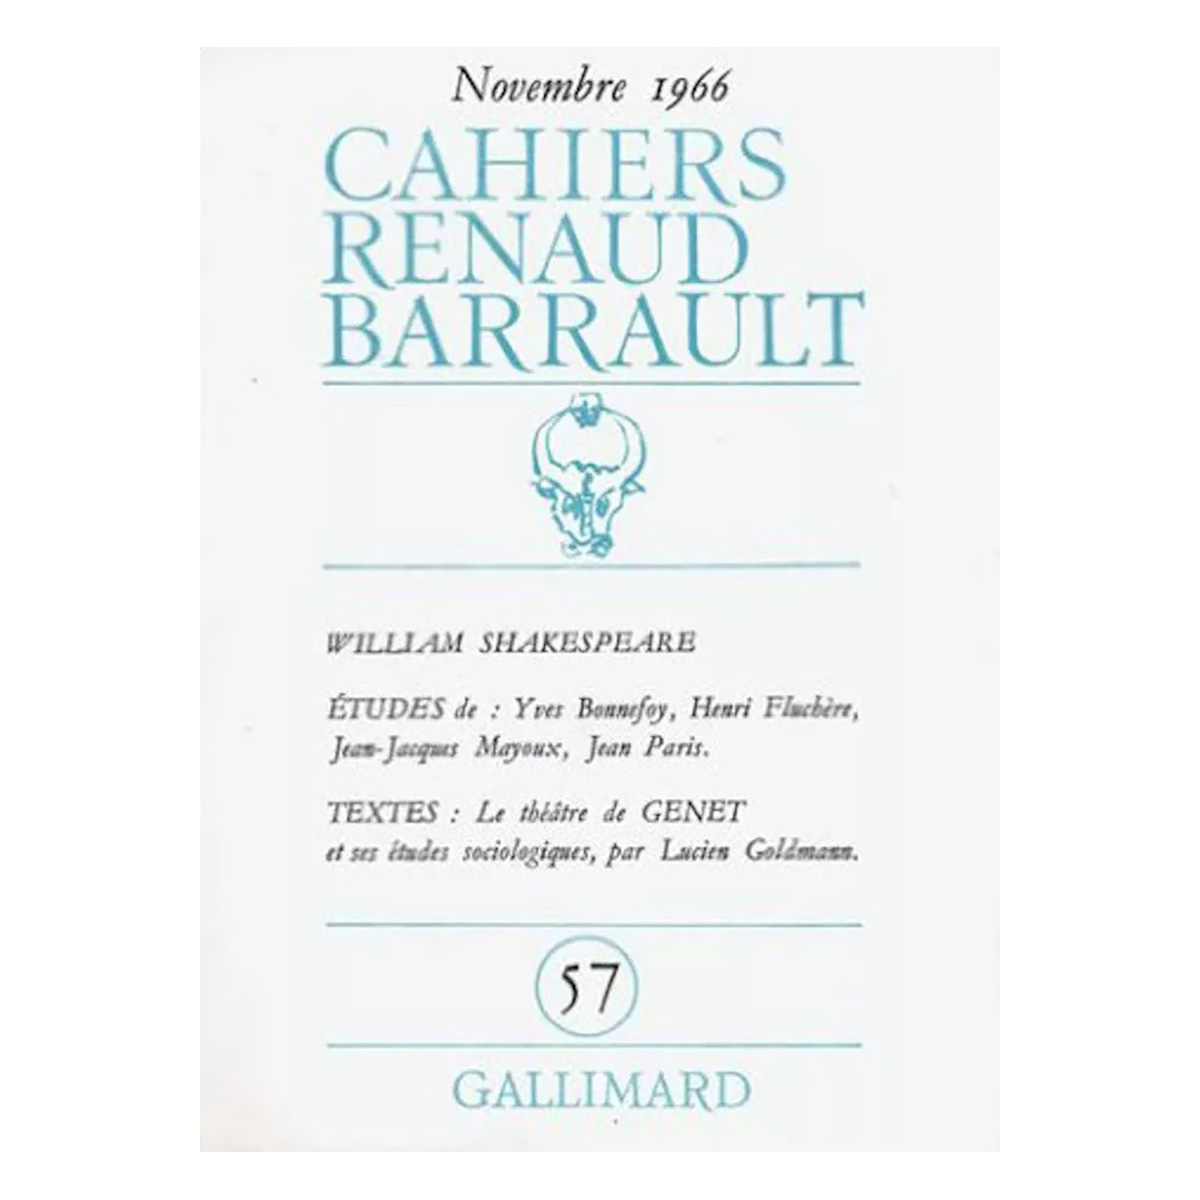 Novembre 1966
CAHIERS
RENAUD
BARRAULT
WILLIAM SHAKESPEARE
ÉTUDES de : Yves Bonnefoy, Henri Fluchère,
Jean-Jacques Mayoux, Jean Paris.
TEXTES : Le théâtre de GENET
et ses études sociologiques, par Lucien Goldmann.
57
GALLIMARD